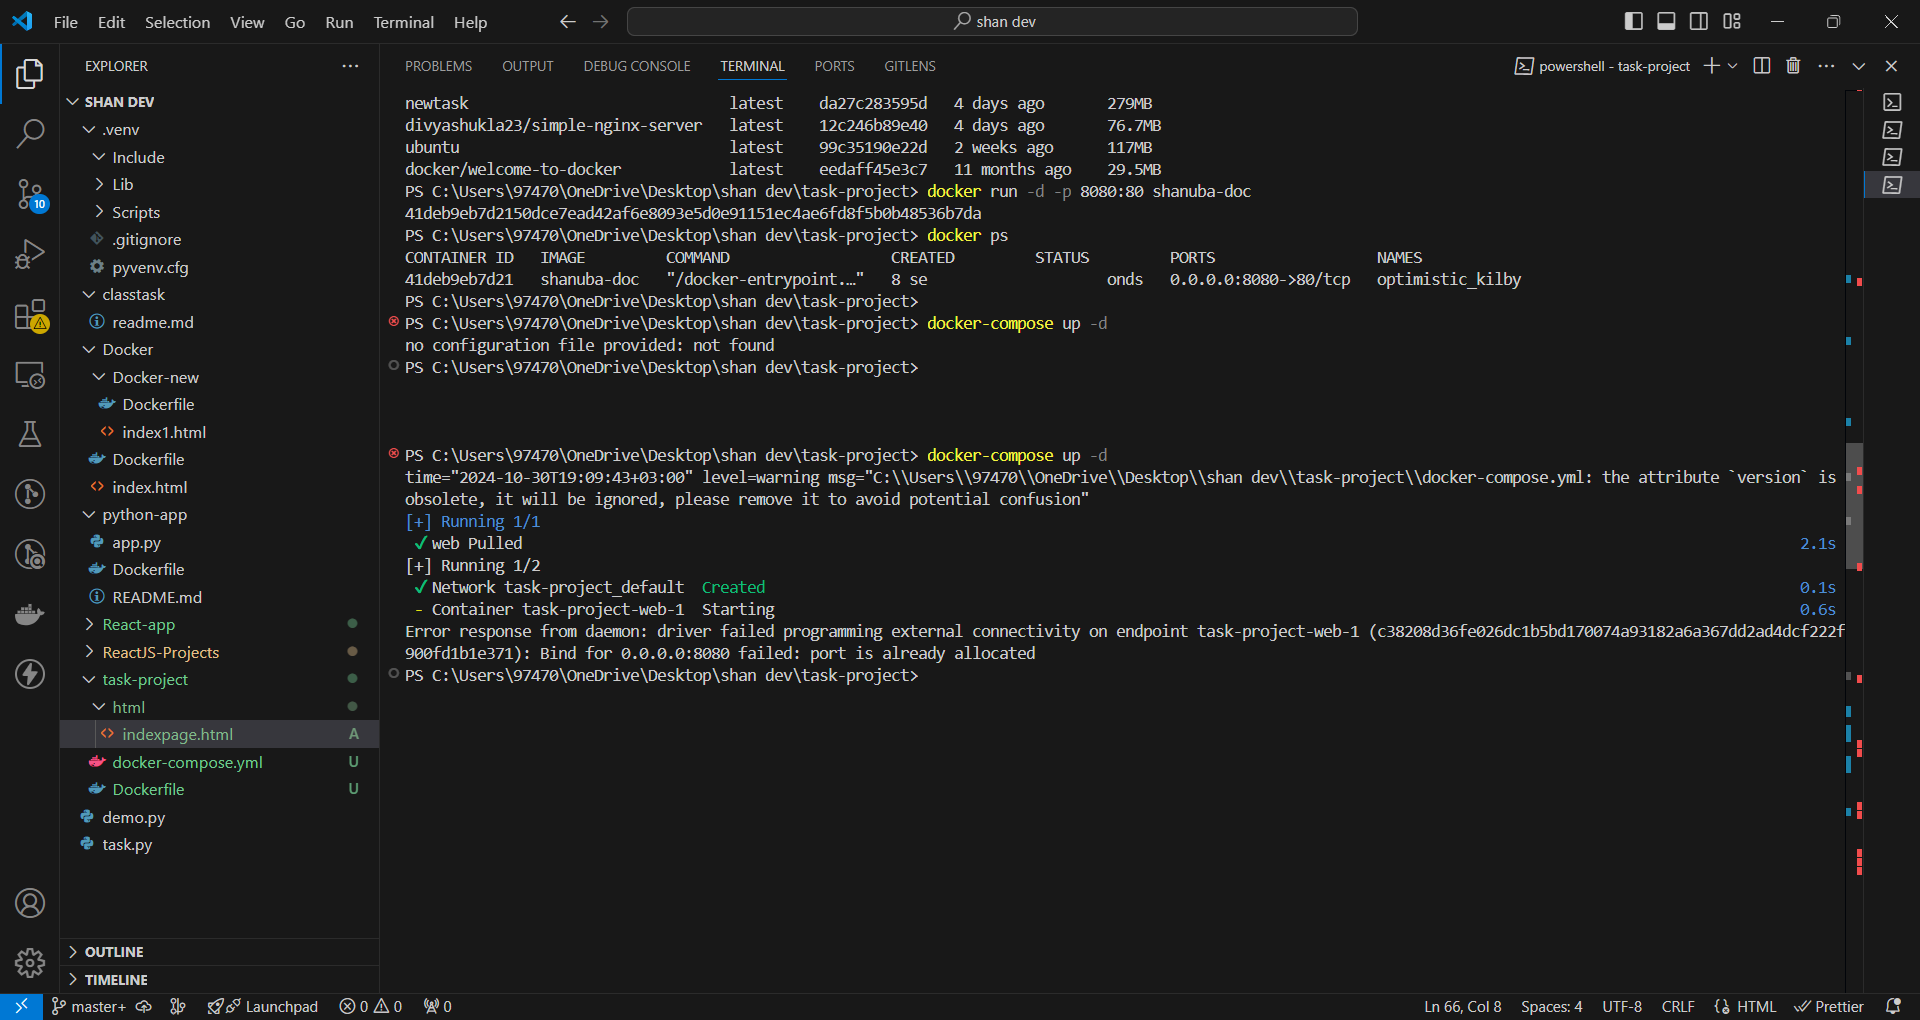 File Edit Selection View Go Run Terminal Help
shan dev
EXPLORER
SHAN DEV
.venv
Include
Lib
Scripts
.gitignore
pyvenv.cfg
classtask
readme.md
Docker
Docker-new
Dockerfile
index1.html
Dockerfile
index.html
python-app
app.py
Dockerfile
README.md
React-app
ReactJS-Projects
task-project
html
indexpage.html A
docker-compose.yml U
Dockerfile U
demo.py
task.py
OUTLINE
TIMELINE
10
PROBLEMS OUTPUT DEBUG CONSOLE TERMINAL PORTS GITLENS
powershell - task-project
newtask latest da27c283595d 4 days ago 279MB
divyashukla23/simple-nginx-server latest 12c246b89e40 4 days ago 76.7MB
ubuntu latest 99c35190e22d 2 weeks ago 117MB
docker/welcome-to-docker latest eedaff45e3c7 11 months ago 29.5MB
PS C:\Users\97470\OneDrive\Desktop\shan dev\task-project> docker run -d -p 8080:80 shanuba-doc
41deb9eb7d2150dce7ead42af6e8093e5d0e91151ec4ae6fd8f5b0b48536b7da
PS C:\Users\97470\OneDrive\Desktop\shan dev\task-project> docker ps
CONTAINER ID IMAGE COMMAND CREATED STATUS PORTS NAMES
41deb9eb7d21 shanuba-doc "/docker-entrypoint.…" 8 se onds 0.0.0.0:8080->80/tcp optimistic_kilby
PS C:\Users\97470\OneDrive\Desktop\shan dev\task-project>
PS C:\Users\97470\OneDrive\Desktop\shan dev\task-project> docker-compose up -d
no configuration file provided: not found
PS C:\Users\97470\OneDrive\Desktop\shan dev\task-project>
PS C:\Users\97470\OneDrive\Desktop\shan dev\task-project> docker-compose up -d
time="2024-10-30T19:09:43+03:00" level=warning msg="C:\\Users\\97470\\OneDrive\\Desktop\\shan dev\\task-project\\docker-compose.yml: the attribute `version` is
obsolete, it will be ignored, please remove it to avoid potential confusion"
[+] Running 1/1
✓ web Pulled 2.1s
[+] Running 1/2
✓ Network task-project_default Created 0.1s
- Container task-project-web-1 Starting 0.6s
Error response from daemon: driver failed programming external connectivity on endpoint task-project-web-1 (c38208d36fe026dc1b5bd170074a93182a6a367dd2ad4dcf222f
900fd1b1e371): Bind for 0.0.0.0:8080 failed: port is already allocated
PS C:\Users\97470\OneDrive\Desktop\shan dev\task-project>
master+ Launchpad 0 0 0 Ln 66, Col 8 Spaces: 4 UTF-8 CRLF HTML Prettier